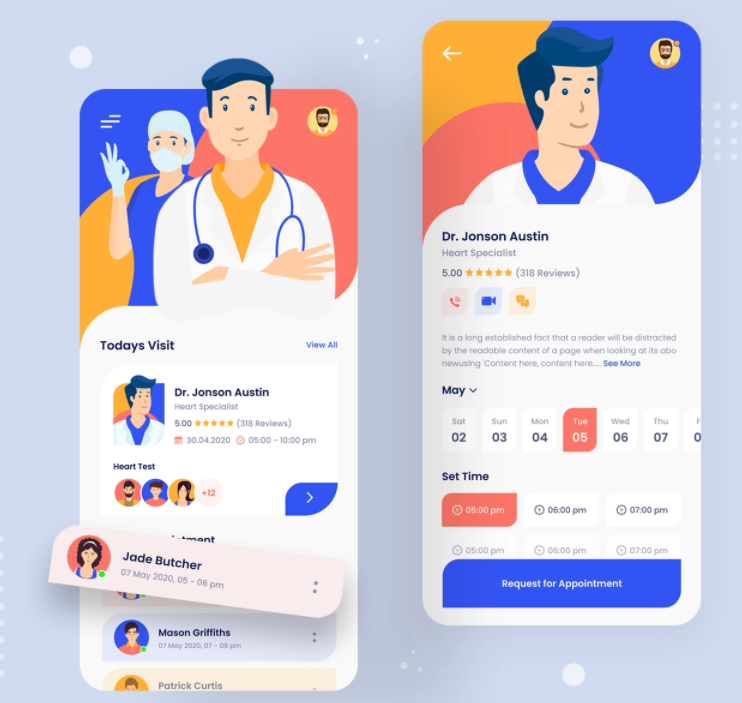 Todays Visit
View All
Dr. Jonson Austin
Heart Specialist
5.00 (318 Reviews)
30.04.2020 05:00 - 10:00 pm
Heart Test
+12
Jade Butcher
07 May 2020, 05 - 06 pm
Mason Griffiths
07 May 2020, 07 - 08 pm
Patrick Curtis
Dr. Jonson Austin
Heart Specialist
5.00 (318 Reviews)
It is a long established fact that a reader will be distracted
by the readable content of a page when looking at its abo
newusing 'Content here, content here.... See More
May
Sat Sun Mon Tue Wed Thu F
02 03 04 05 06 07 0
Set Time
05:00 pm 06:00 pm 07:00 pm
05:00 pm 06:00 pm 07:00 pm
Request for Appointment